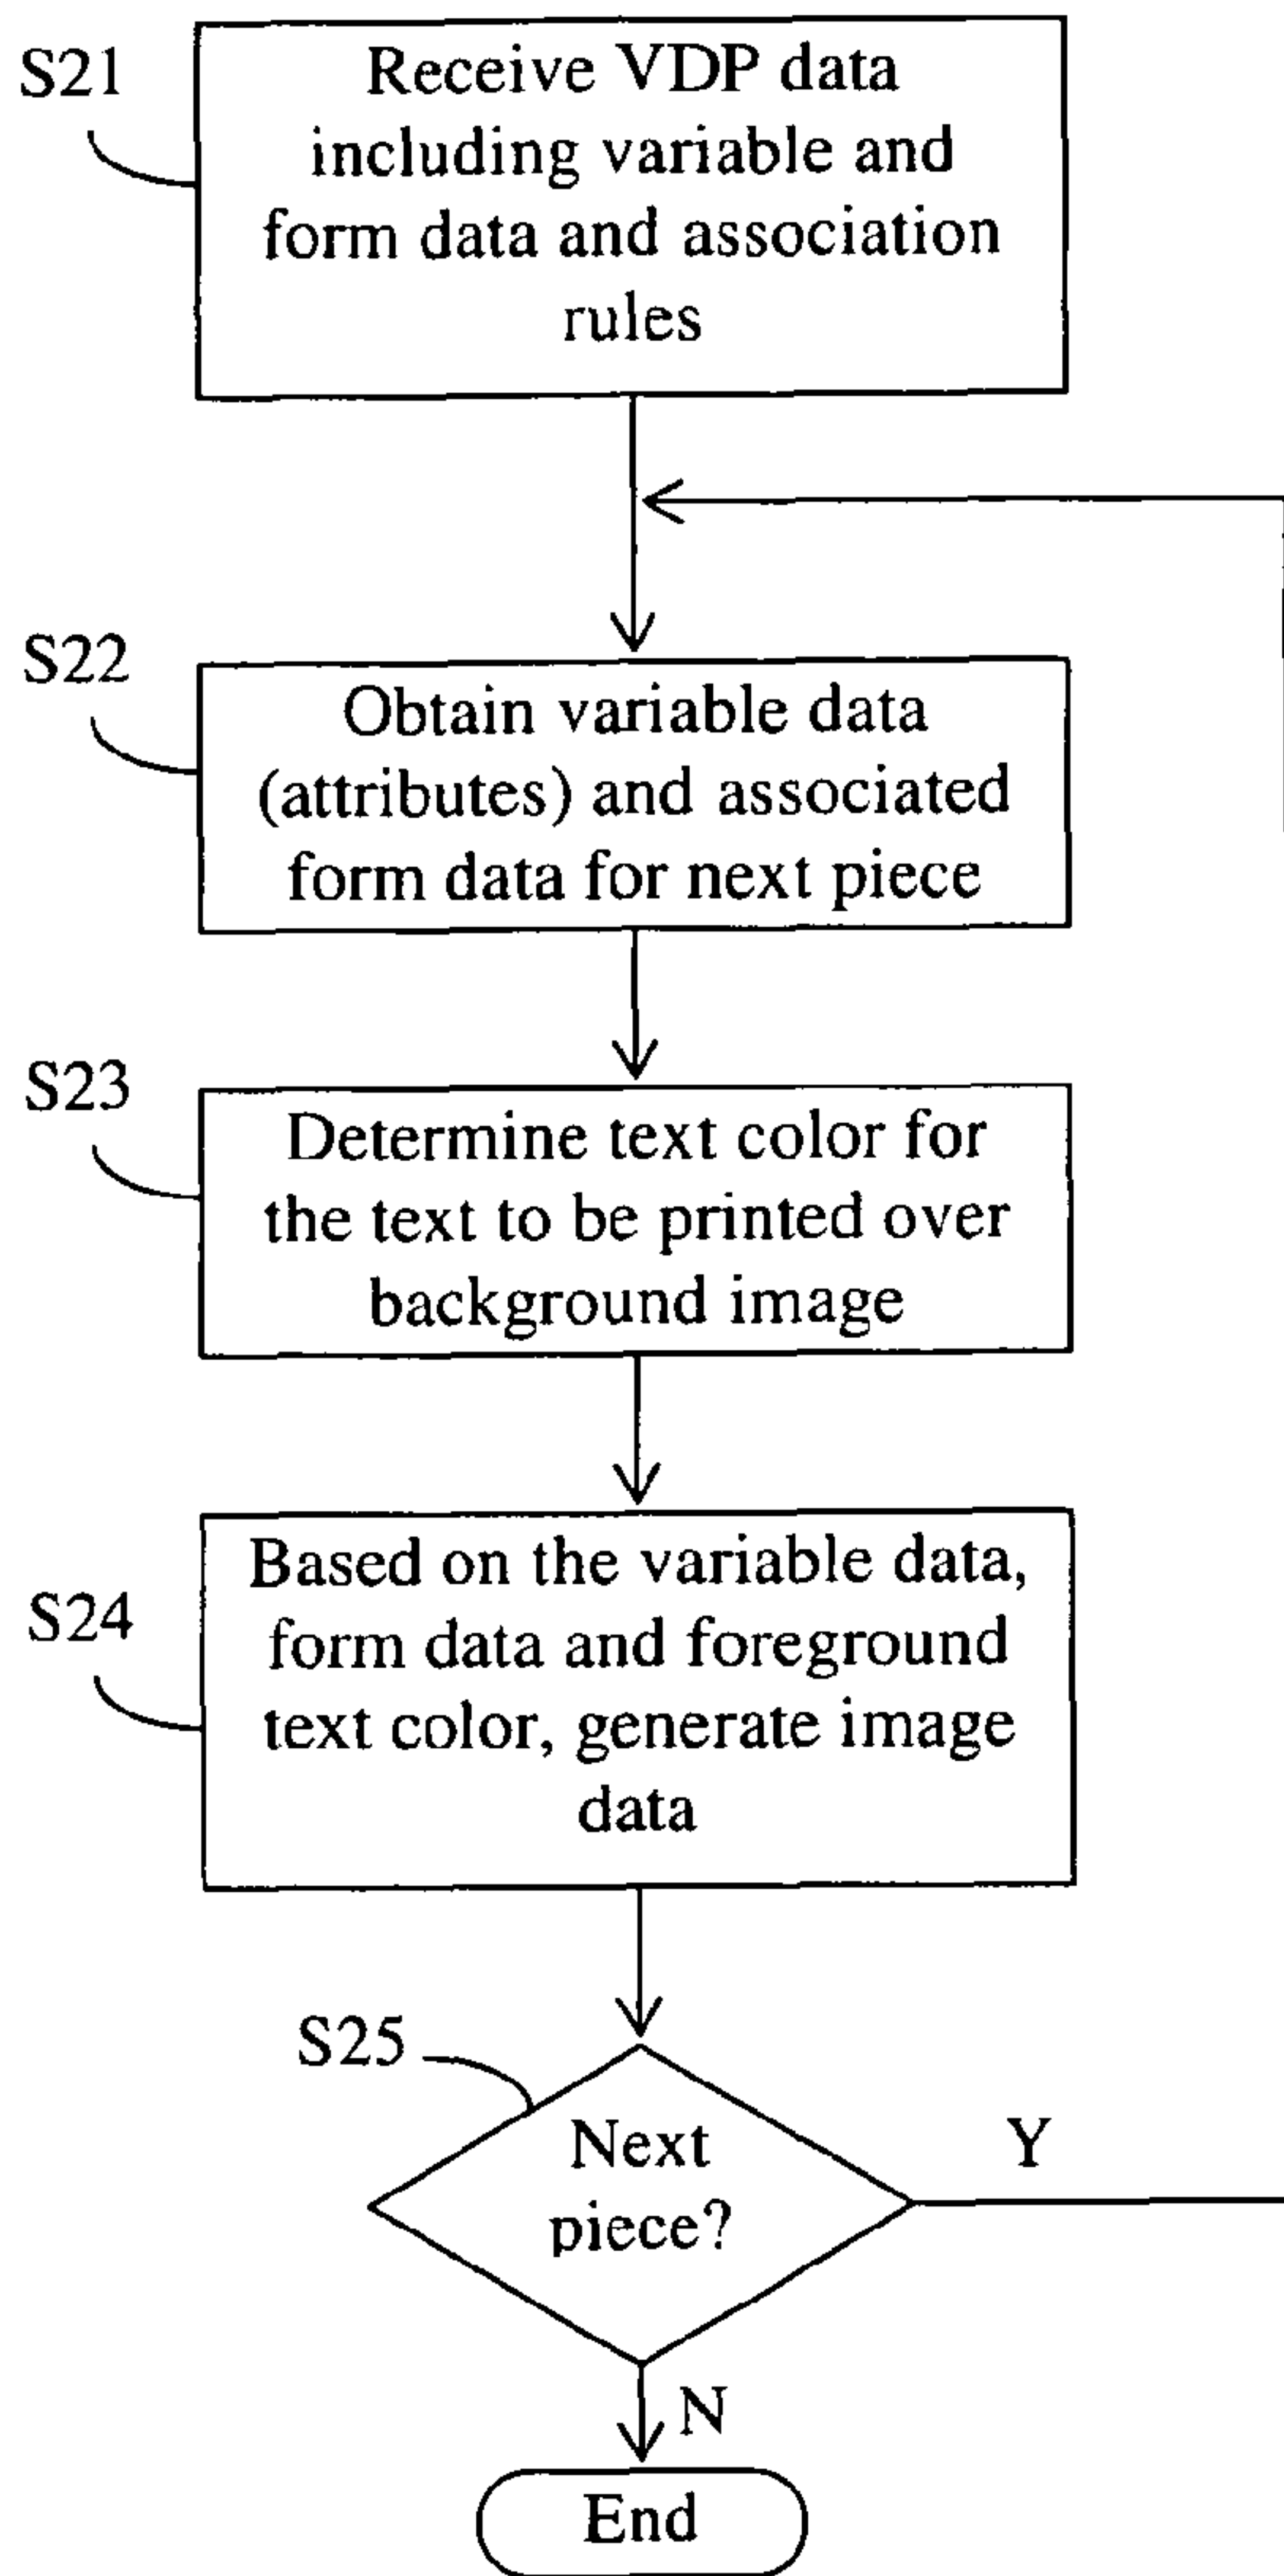 S21
Receive VDP data
including variable and
form data and association
rules
S22
Obtain variable data
(attributes) and associated
form data for next piece
S23
Determine text color for
the text to be printed over
background image
S24
Based on the variable data,
form data and foreground
text color, generate image
data
S25
Next
piece?
Y
N
End